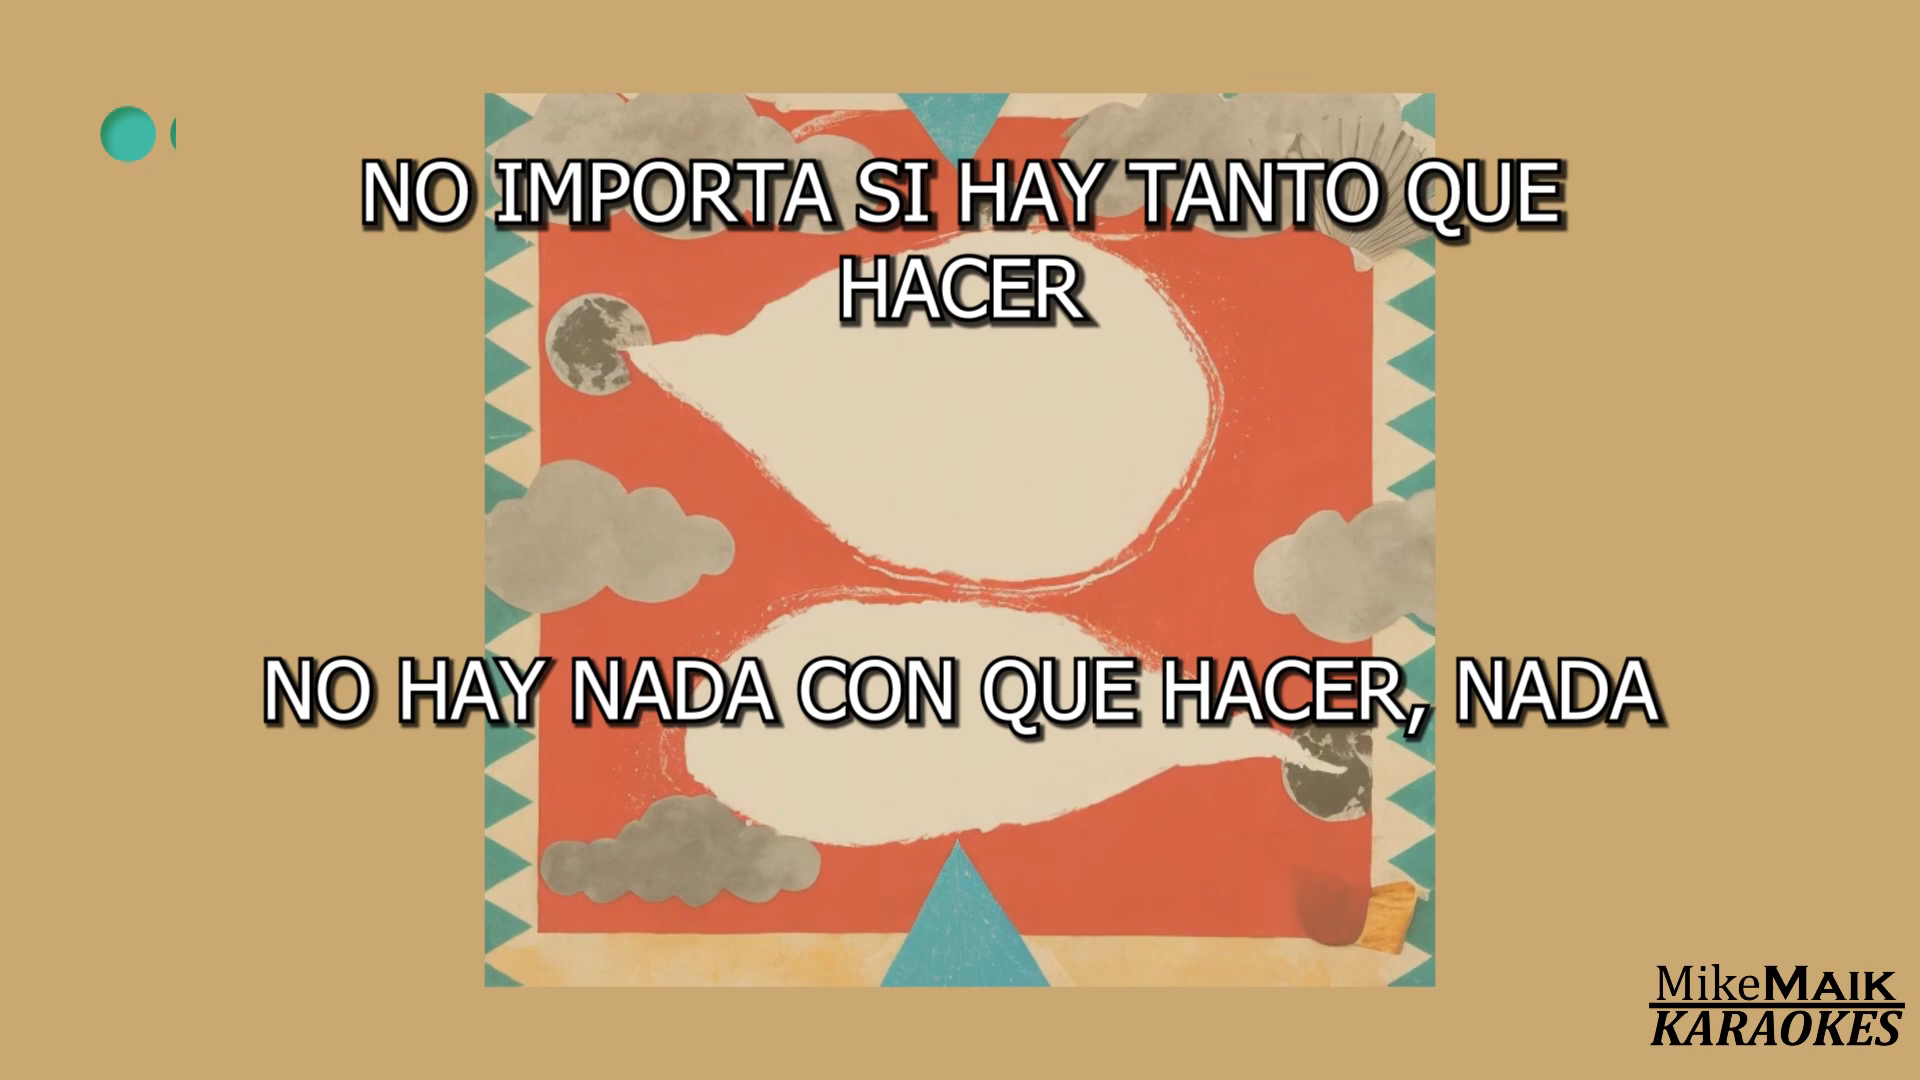 NO IMPORTA SI HAY TANTO QUE
HACER
NO HAY NADA CON QUE HACER, NADA
MikeMAIK
KARAOKES